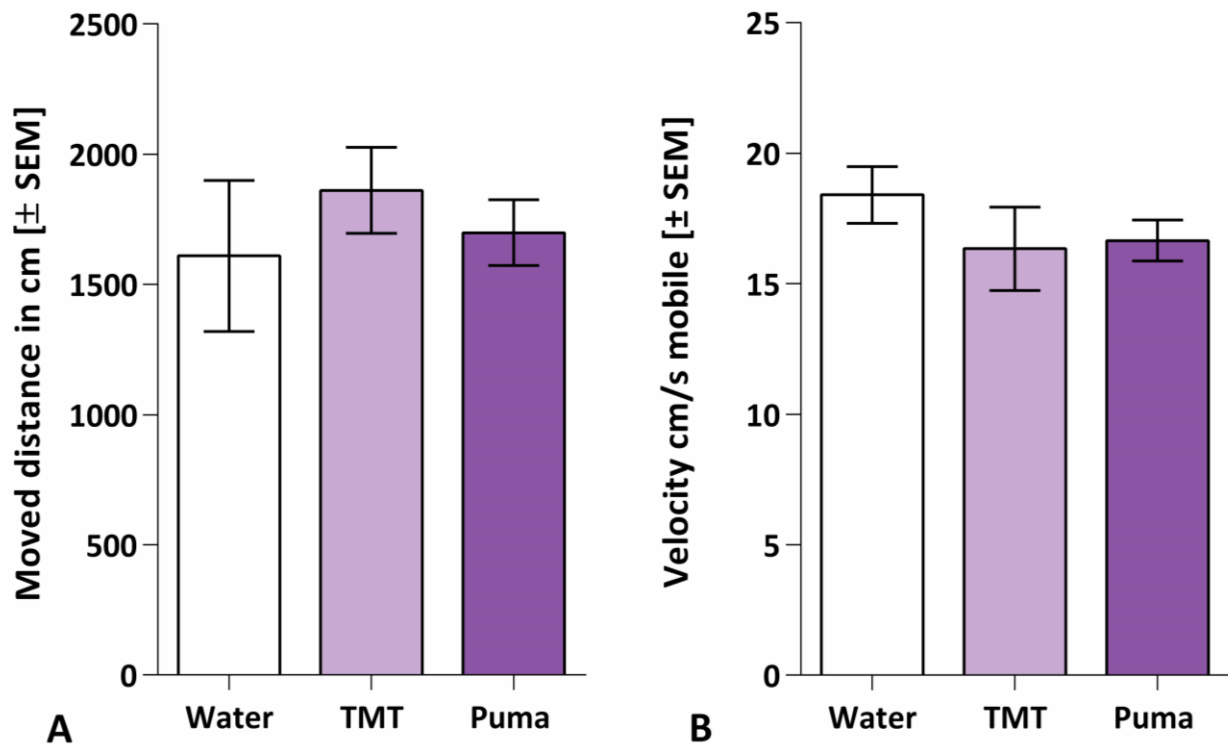 Moved distance in cm [± SEM]
2500
2000
1500
1000
500
0
Water TMT Puma
A
Velocity cm/s mobile [± SEM]
25
20
15
10
5
0
Water TMT Puma
B